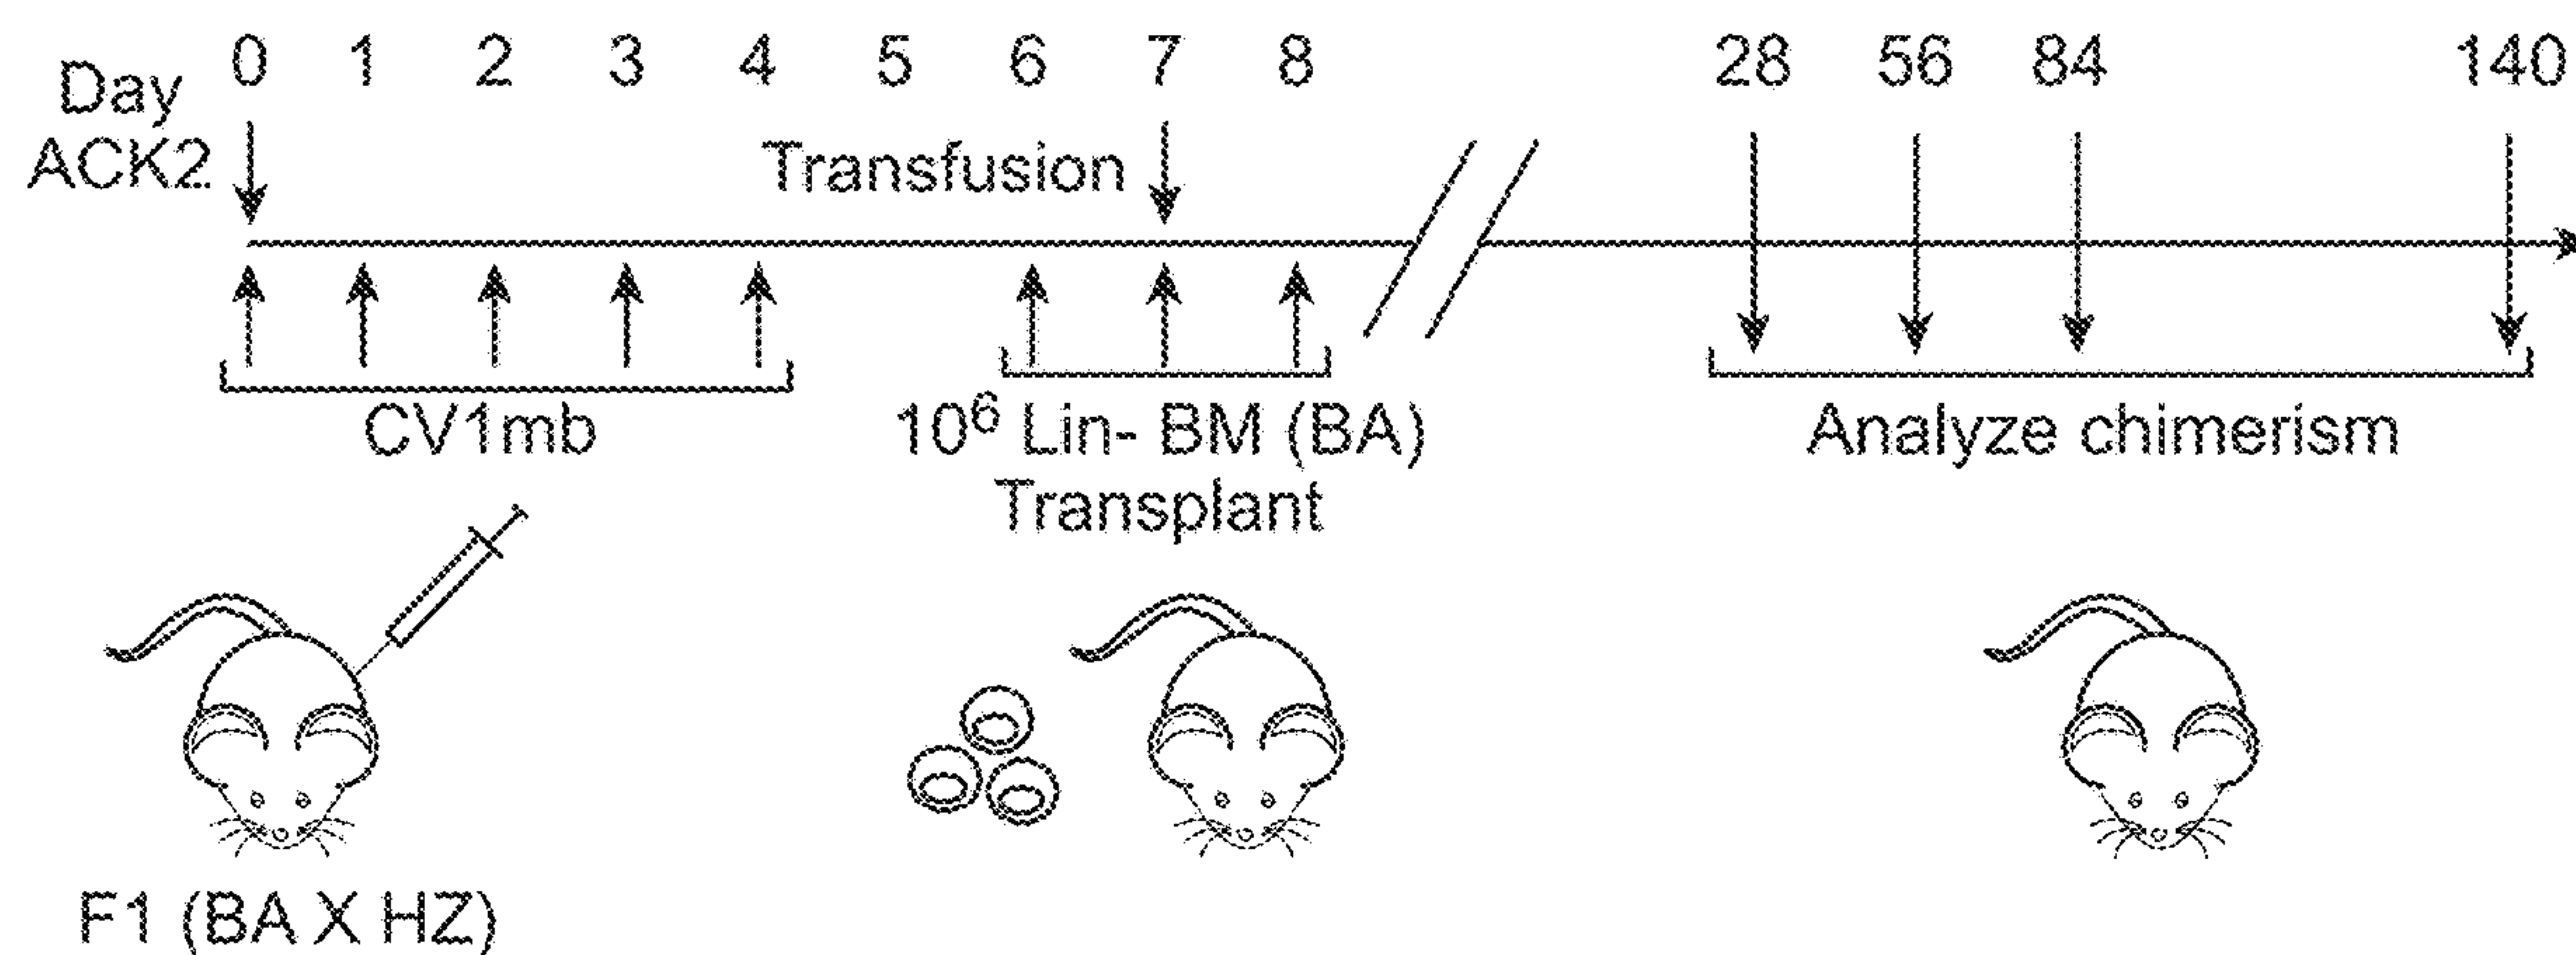 Day 0 1 2 3 4 5 6 7 8 28 56 84 140
ACK2 Transfusion
CV1mb 10⁶ Lin- BM (BA) Analyze chimerism
Transplant
F1 (BA X HZ)